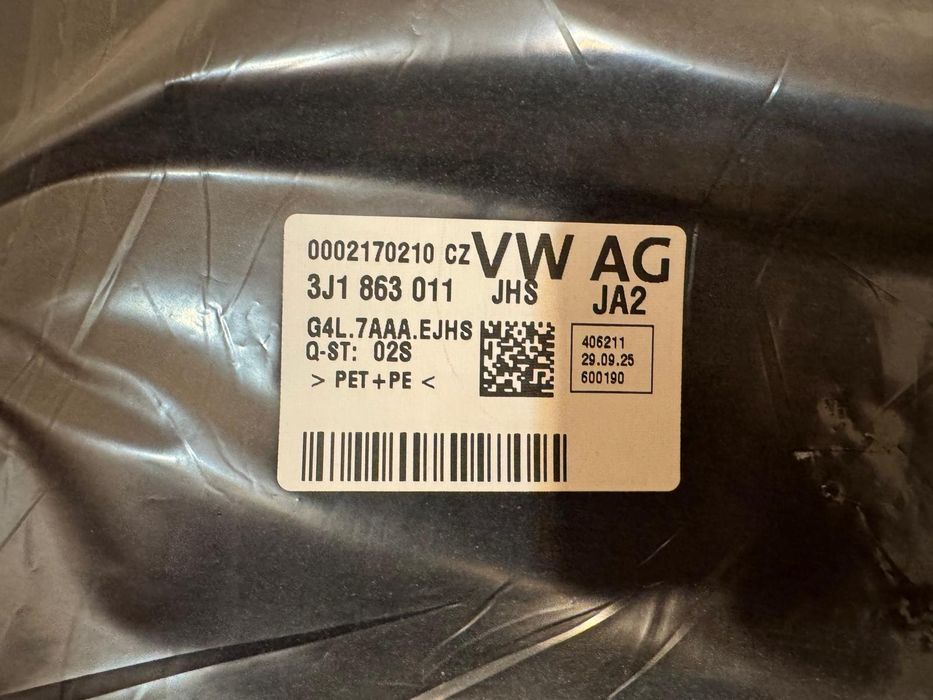 0002170210 CZ VW AG
3J1 863 011 JHS JA2
G4L.7AAA.EJHS
Q-ST: 02S
> PET+PE <
406211
29.09.25
600190